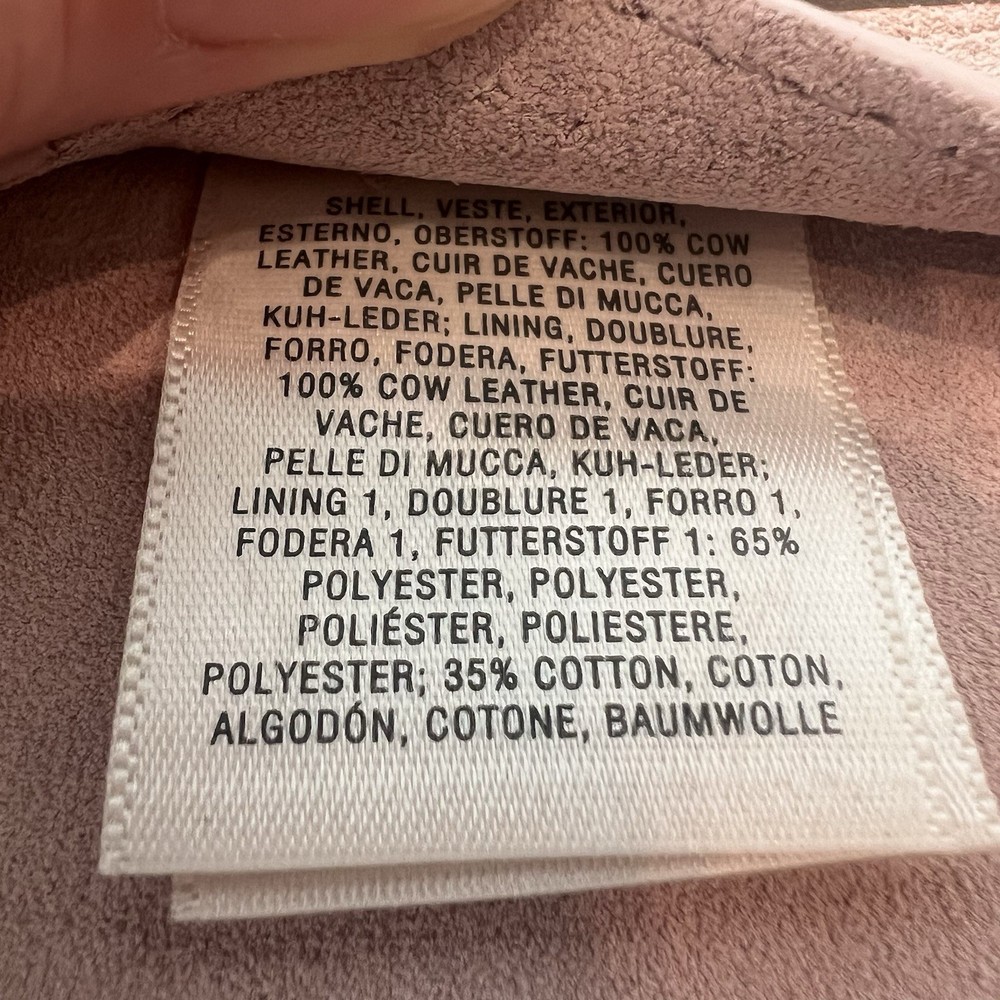 SHELL, VESTE, EXTERIOR,
ESTERNO, OBERSTOFF: 100% COW
LEATHER, CUIR DE VACHE, CUERO
DE VACA, PELLE DI MUCCA,
KUH-LEDER; LINING, DOUBLURE,
FORRO, FODERA, FUTTERSTOFF:
100% COW LEATHER, CUIR DE
VACHE, CUERO DE VACA,
PELLE DI MUCCA, KUH-LEDER;
LINING 1, DOUBLURE 1, FORRO 1,
FODERA 1, FUTTERSTOFF 1: 65%
POLYESTER, POLYESTER,
POLIÉSTER, POLIESTERE,
POLYESTER; 35% COTTON, COTON,
ALGODÓN, COTONE, BAUMWOLLE